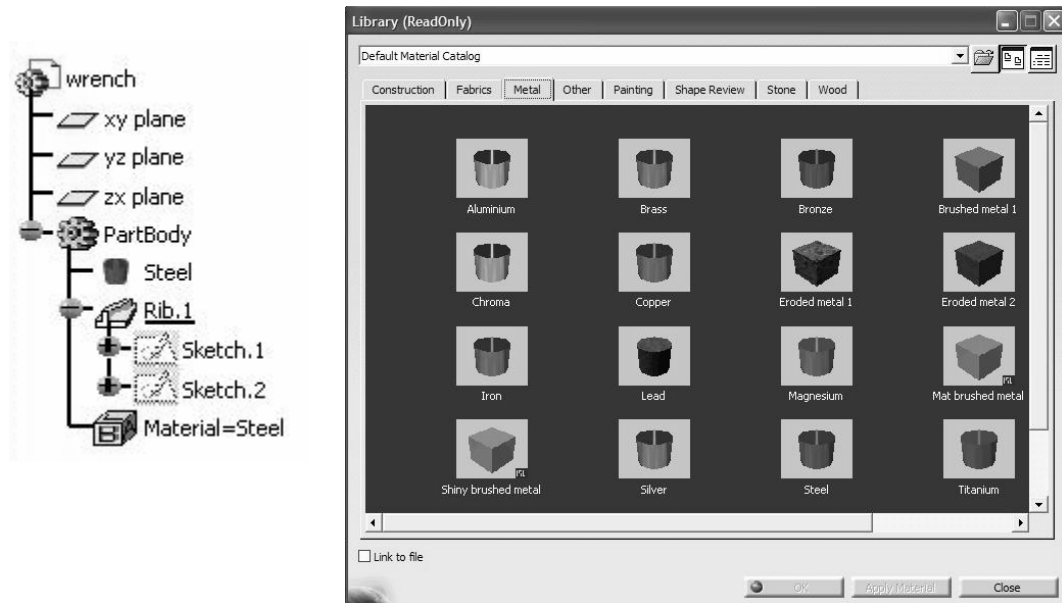 wrench
xy plane
yz plane
zx plane
PartBody
Steel
Rib.1
Sketch.1
Sketch.2
Material=Steel
Library (ReadOnly)
Default Material Catalog
Construction Fabrics Metal Other Painting Shape Review Stone Wood
Aluminium Brass Bronze Brushed metal 1
Chroma Copper Eroded metal 1 Eroded metal 2
Iron Lead Magnesium Mat brushed metal
Shiny brushed metal Silver Steel Titanium
Link to file
OK Apply Material Close